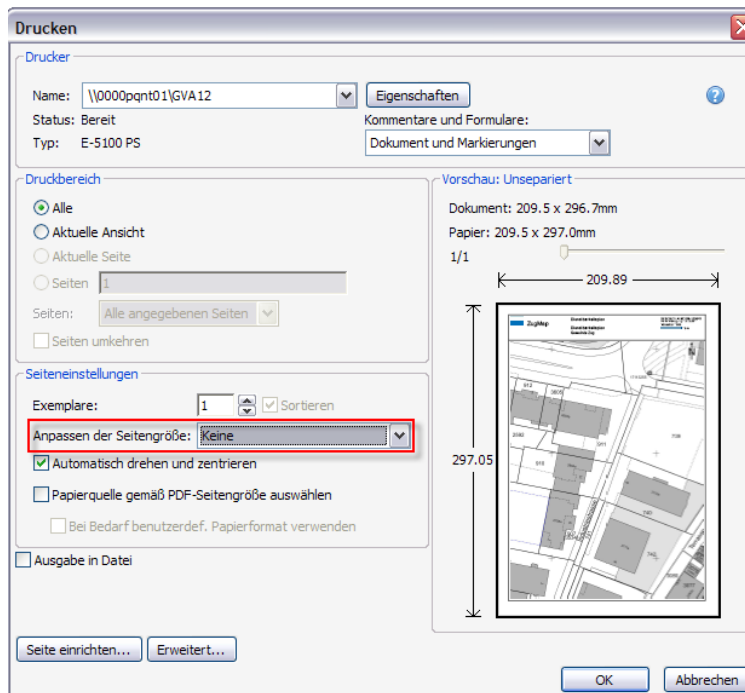 Drucken
Drucker
Name: \\0000pqnt01\GVA12 Eigenschaften
Status: Bereit Kommentare und Formulare:
Typ: E-5100 PS Dokument und Markierungen
Druckbereich
Alle
Aktuelle Ansicht
Aktuelle Seite
Seiten 1
Seiten: Alle angegebenen Seiten
Seiten umkehren
Seiteneinstellungen
Exemplare: 1 Sortieren
Anpassen der Seitengröße: Keine
Automatisch drehen und zentrieren
Papierquelle gemäß PDF-Seitengröße auswählen
Bei Bedarf benutzerdef. Papierformat verwenden
Ausgabe in Datei
Seite einrichten... Erweitert...
Vorschau: Unsepariert
Dokument: 209.5 x 296.7mm
Papier: 209.5 x 297.0mm
1/1
209.89
297.05
ZugMap
OK Abbrechen